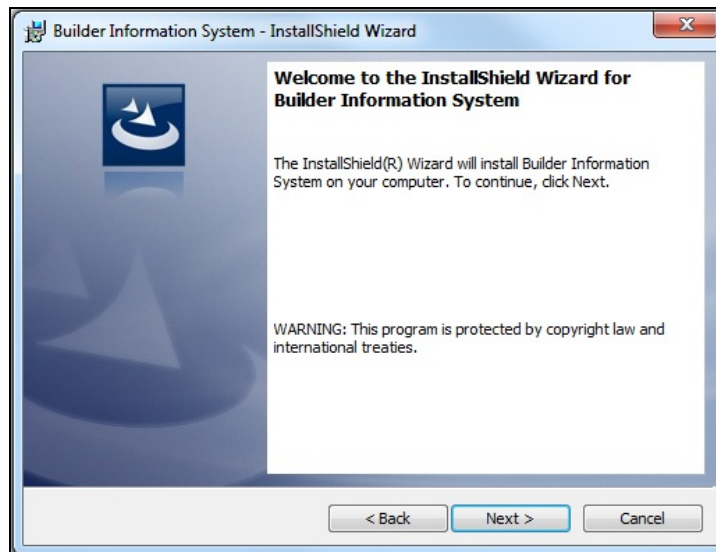 Builder Information System - InstallShield Wizard
Welcome to the InstallShield Wizard for
Builder Information System
The InstallShield(R) Wizard will install Builder Information
System on your computer. To continue, click Next.
WARNING: This program is protected by copyright law and
international treaties.
< Back
Next >
Cancel